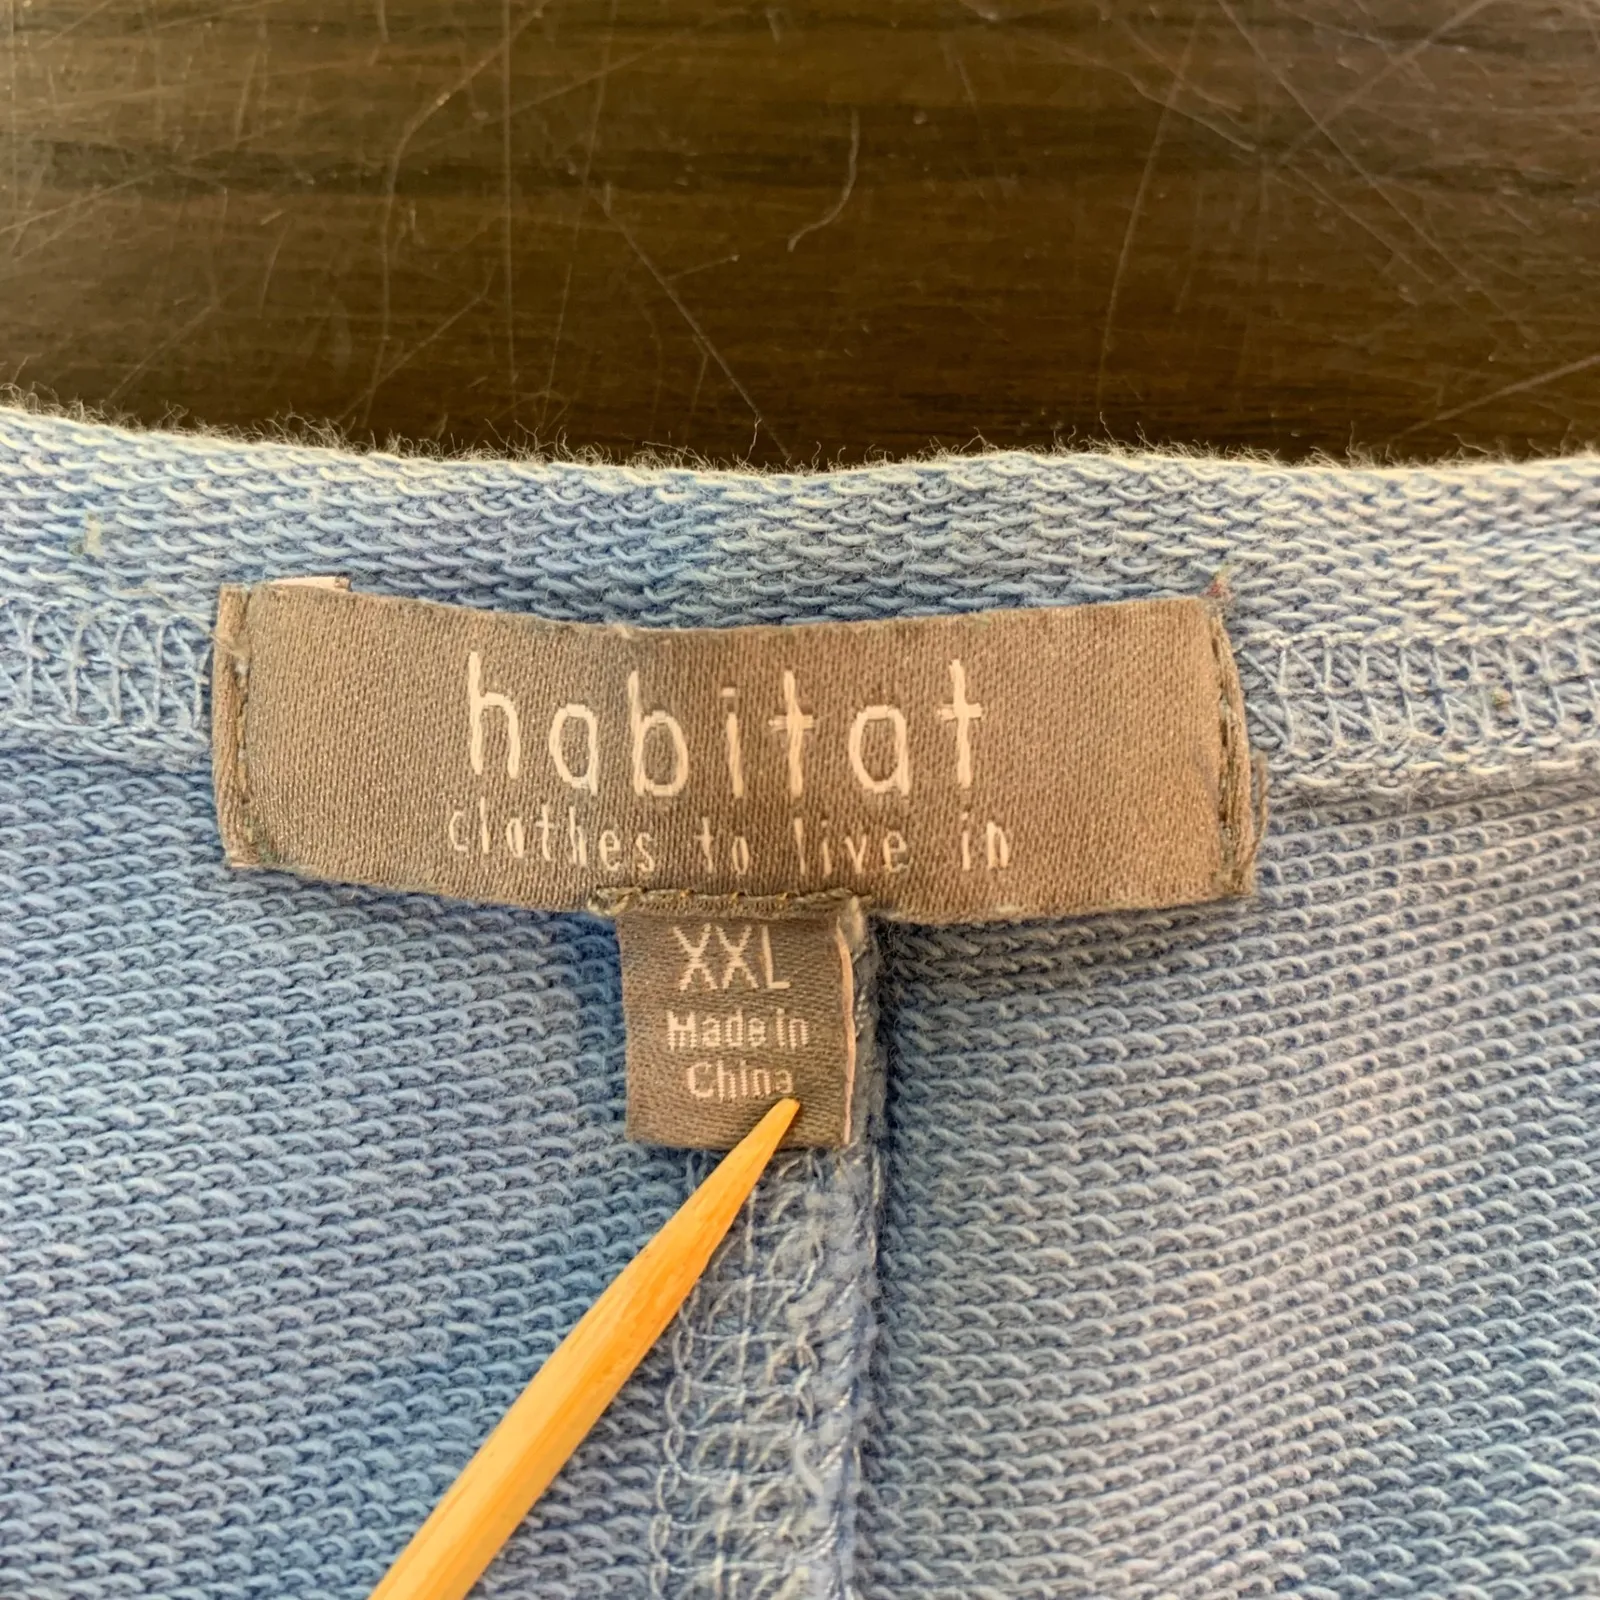 habitat
clothes to live in
XXL
Made in
China